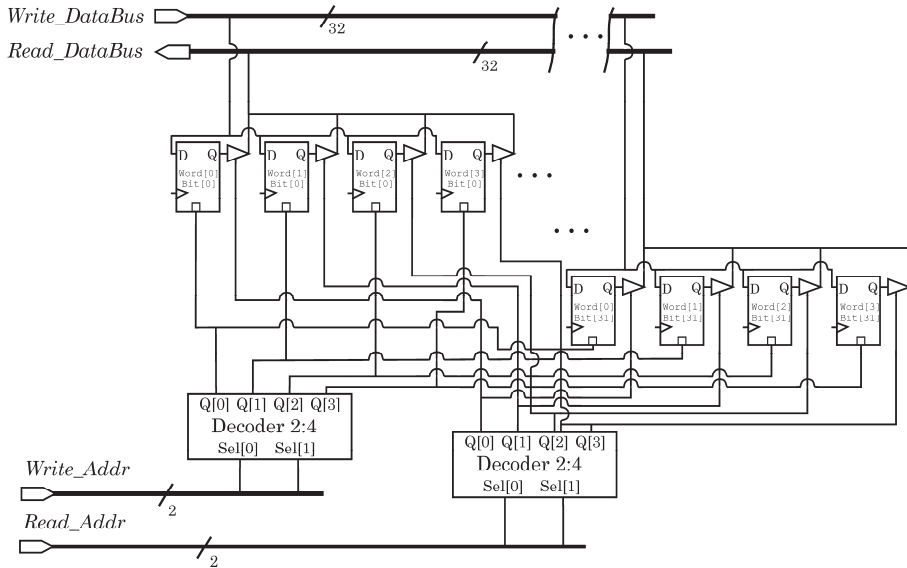 Write_DataBus
32
Read_DataBus
32
D Q
Word[0]
Bit[0]
D Q
Word[1]
Bit[0]
D Q
Word[2]
Bit[0]
D Q
Word[3]
Bit[0]
D Q
Word[0]
Bit[31]
D Q
Word[1]
Bit[31]
D Q
Word[2]
Bit[31]
D Q
Word[3]
Bit[31]
Q[0] Q[1] Q[2] Q[3]
Decoder 2:4
Sel[0] Sel[1]
Q[0] Q[1] Q[2] Q[3]
Decoder 2:4
Sel[0] Sel[1]
Write_Addr
2
Read_Addr
2